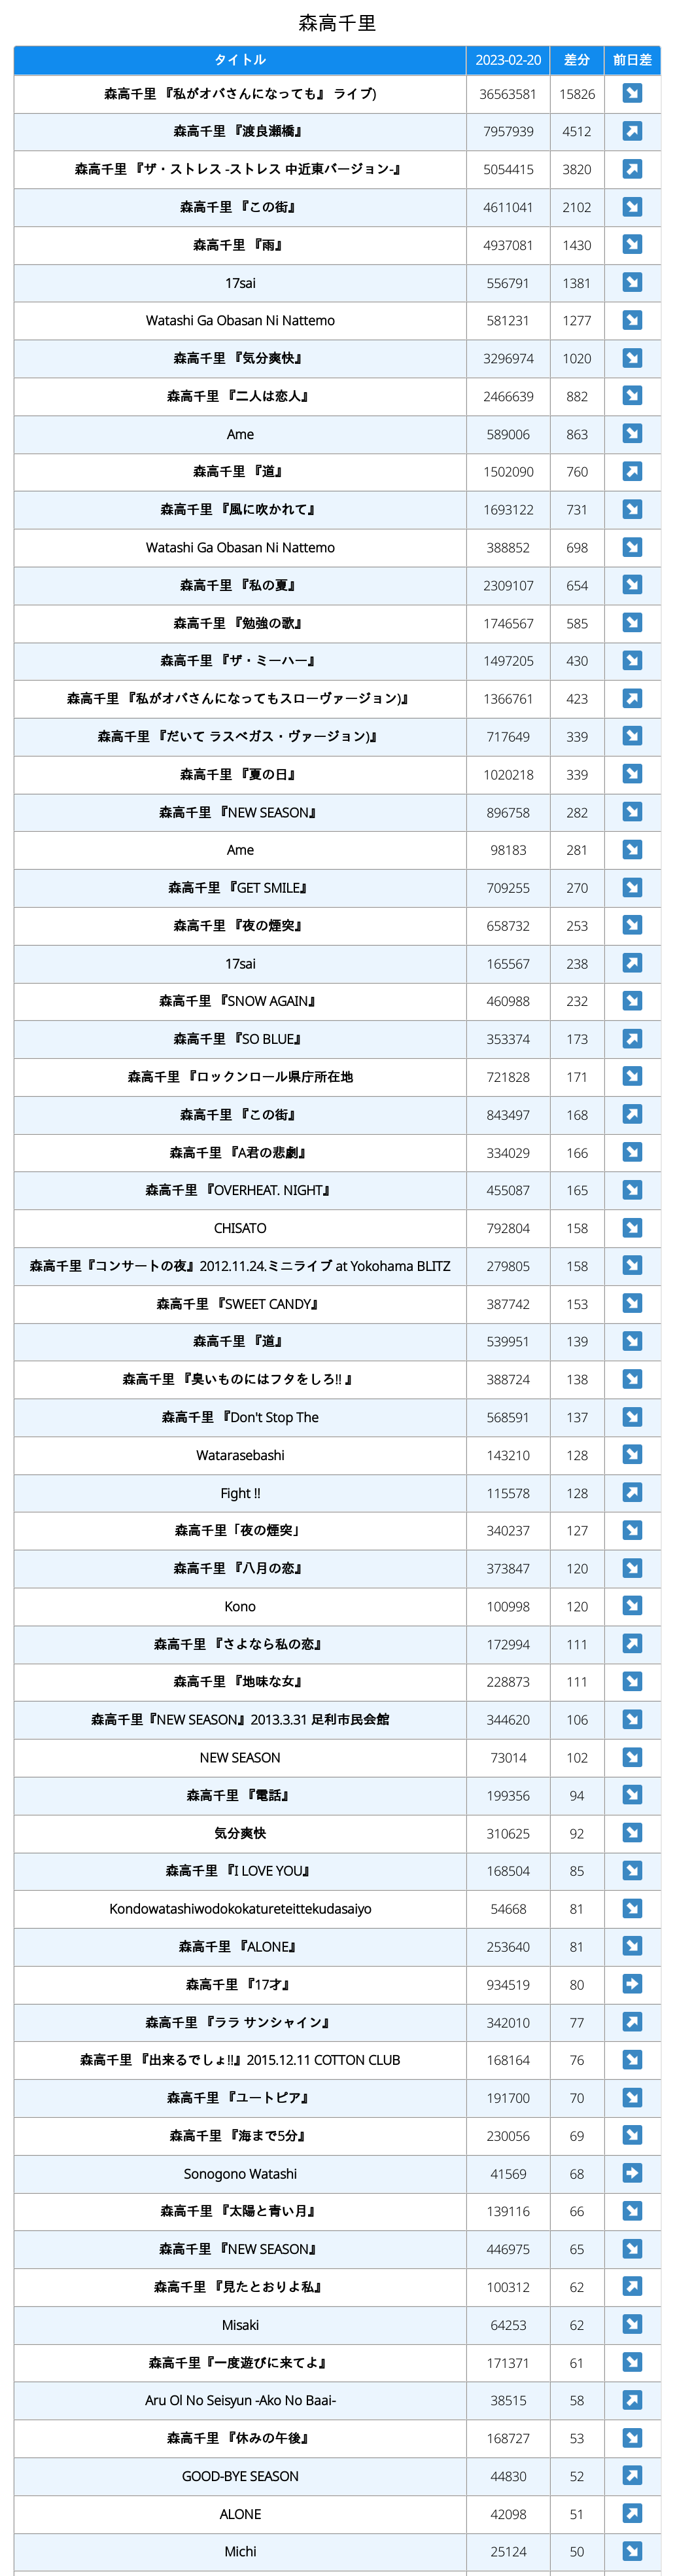 森高千里
タイトル 2023-02-20 差分 前日差
森高千里 『私がオバさんになっても』 ライブ) 36563581 15826 ↘
森高千里 『渡良瀬橋』 7957939 4512 ↗
森高千里 『ザ・ストレス -ストレス 中近東バージョン-』 5054415 3820 ↗
森高千里 『この街』 4611041 2102 ↘
森高千里 『雨』 4937081 1430 ↘
17sai 556791 1381 ↘
Watashi Ga Obasan Ni Nattemo 581231 1277 ↘
森高千里 『気分爽快』 3296974 1020 ↘
森高千里 『二人は恋人』 2466639 882 ↘
Ame 589006 863 ↘
森高千里 『道』 1502090 760 ↗
森高千里 『風に吹かれて』 1693122 731 ↘
Watashi Ga Obasan Ni Nattemo 388852 698 ↘
森高千里 『私の夏』 2309107 654 ↘
森高千里 『勉強の歌』 1746567 585 ↘
森高千里 『ザ・ミーハー』 1497205 430 ↘
森高千里 『私がオバさんになってもスローヴァージョン)』 1366761 423 ↗
森高千里 『だいて ラスベガス・ヴァージョン)』 717649 339 ↘
森高千里 『夏の日』 1020218 339 ↘
森高千里 『NEW SEASON』 896758 282 ↘
Ame 98183 281 ↘
森高千里 『GET SMILE』 709255 270 ↘
森高千里 『夜の煙突』 658732 253 ↘
17sai 165567 238 ↗
森高千里 『SNOW AGAIN』 460988 232 ↘
森高千里 『SO BLUE』 353374 173 ↗
森高千里 『ロックンロール県庁所在地 721828 171 ↘
森高千里 『この街』 843497 168 ↗
森高千里 『A君の悲劇』 334029 166 ↘
森高千里 『OVERHEAT. NIGHT』 455087 165 ↘
CHISATO 792804 158 ↘
森高千里『コンサートの夜』2012.11.24.ミニライブ at Yokohama BLITZ 279805 158 ↘
森高千里 『SWEET CANDY』 387742 153 ↘
森高千里 『道』 539951 139 ↘
森高千里 『臭いものにはフタをしろ!! 』 388724 138 ↘
森高千里 『Don't Stop The 568591 137 ↘
Watarasebashi 143210 128 ↘
Fight !! 115578 128 ↗
森高千里「夜の煙突」 340237 127 ↘
森高千里 『八月の恋』 373847 120 ↘
Kono 100998 120 ↘
森高千里 『さよなら私の恋』 172994 111 ↗
森高千里 『地味な女』 228873 111 ↘
森高千里『NEW SEASON』2013.3.31 足利市民会館 344620 106 ↘
NEW SEASON 73014 102 ↘
森高千里 『電話』 199356 94 ↘
気分爽快 310625 92 ↘
森高千里 『I LOVE YOU』 168504 85 ↘
Kondowatashiwodokokatureteittekudasaiyo 54668 81 ↘
森高千里 『ALONE』 253640 81 ↘
森高千里 『17才』 934519 80 ➡
森高千里 『ララ サンシャイン』 342010 77 ↗
森高千里 『出来るでしょ!!』2015.12.11 COTTON CLUB 168164 76 ↘
森高千里 『ユートピア』 191700 70 ↘
森高千里 『海まで5分』 230056 69 ↘
Sonogono Watashi 41569 68 ➡
森高千里 『太陽と青い月』 139116 66 ↘
森高千里 『NEW SEASON』 446975 65 ↘
森高千里 『見たとおりよ私』 100312 62 ↗
Misaki 64253 62 ↘
森高千里『一度遊びに来てよ』 171371 61 ↘
Aru Ol No Seisyun -Ako No Baai- 38515 58 ↗
森高千里 『休みの午後』 168727 53 ↘
GOOD-BYE SEASON 44830 52 ↗
ALONE 42098 51 ↗
Michi 25124 50 ↘